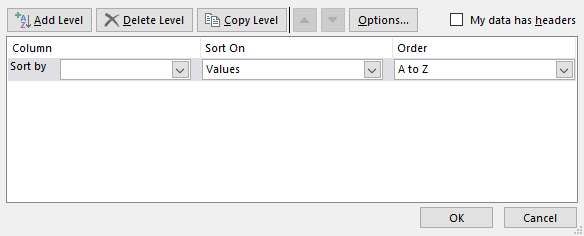 Add Level Delete Level Copy Level Options... My data has headers
Column Sort On Order
Sort by Values A to Z
OK Cancel